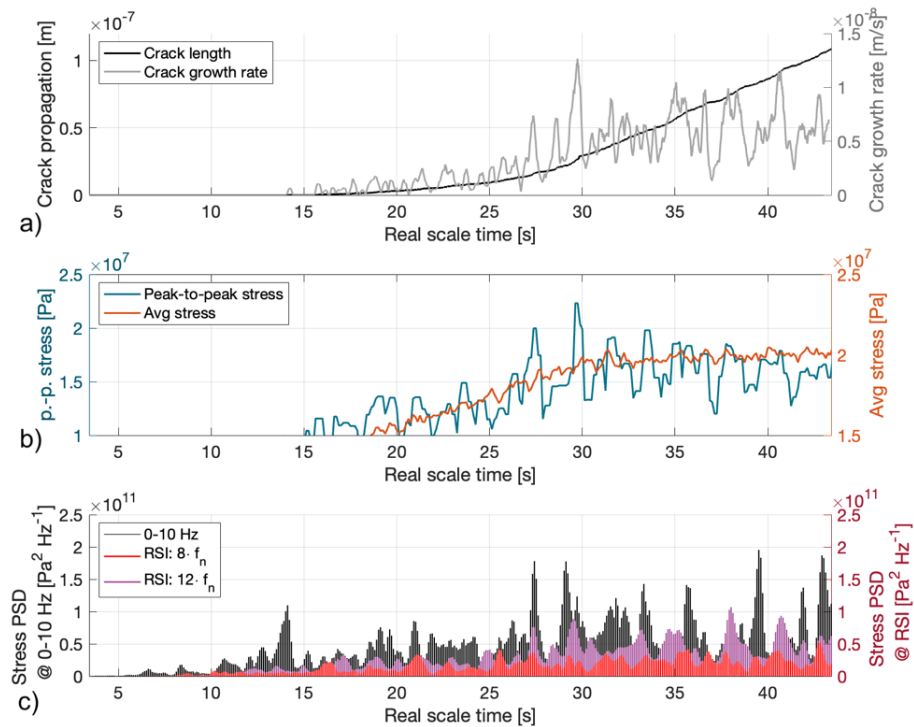 ×10⁻⁷
×10⁻⁸
Crack propagation [m]
1
0.5
0
Crack length
Crack growth rate
1.5
1
0.5
0
Crack growth rate [m/s]
5 10 15 20 25 30 35 40
Real scale time [s]
a)
×10⁷
×10⁷
p.-p. stress [Pa]
2.5
2
1.5
1
Peak-to-peak stress
Avg stress
2.5
2
1.5
Avg stress [Pa]
5 10 15 20 25 30 35 40
Real scale time [s]
b)
×10¹¹
×10¹¹
Stress PSD
@ 0-10 Hz [Pa² Hz⁻¹]
2.5
2
1.5
1
0.5
0
0-10 Hz
RSI: 8· fₙ
RSI: 12· fₙ
2.5
2
1.5
1
0.5
0
Stress PSD
@ RSI [Pa² Hz⁻¹]
5 10 15 20 25 30 35 40
Real scale time [s]
c)